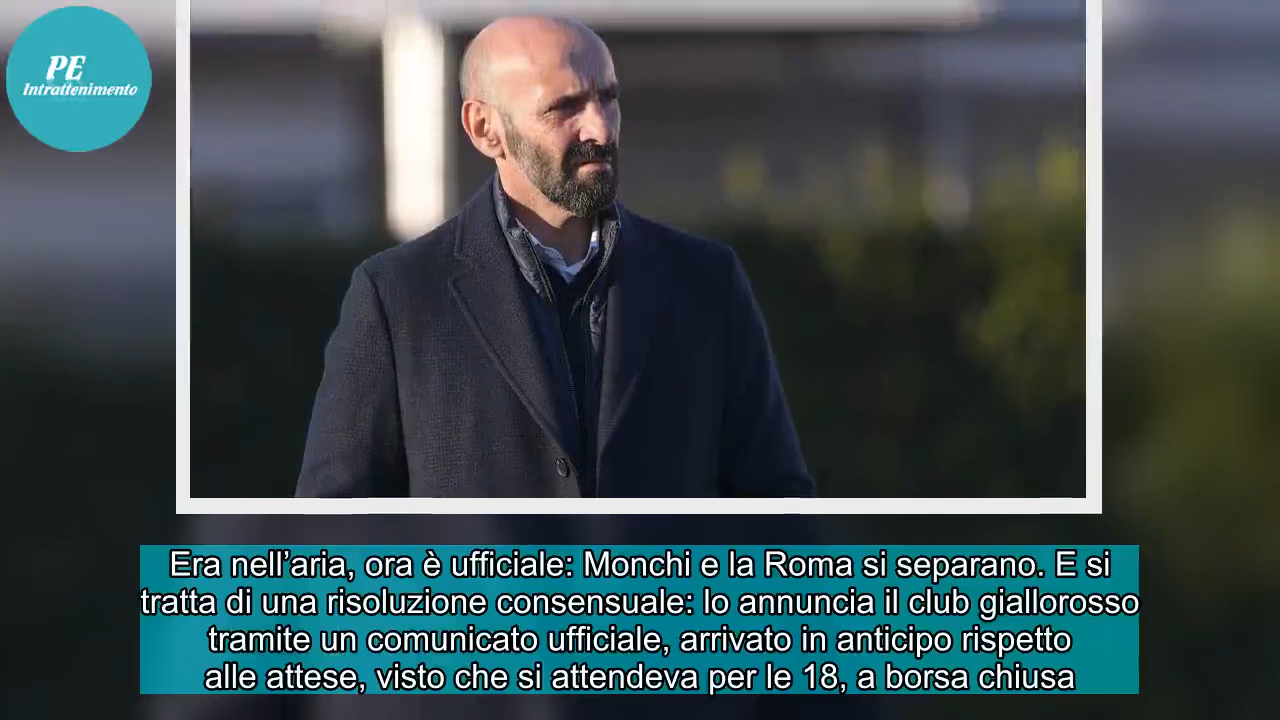 PE
Intrattenimento
Era nell’aria, ora è ufficiale: Monchi e la Roma si separano. E si
tratta di una risoluzione consensuale: lo annuncia il club giallorosso
tramite un comunicato ufficiale, arrivato in anticipo rispetto
alle attese, visto che si attendeva per le 18, a borsa chiusa